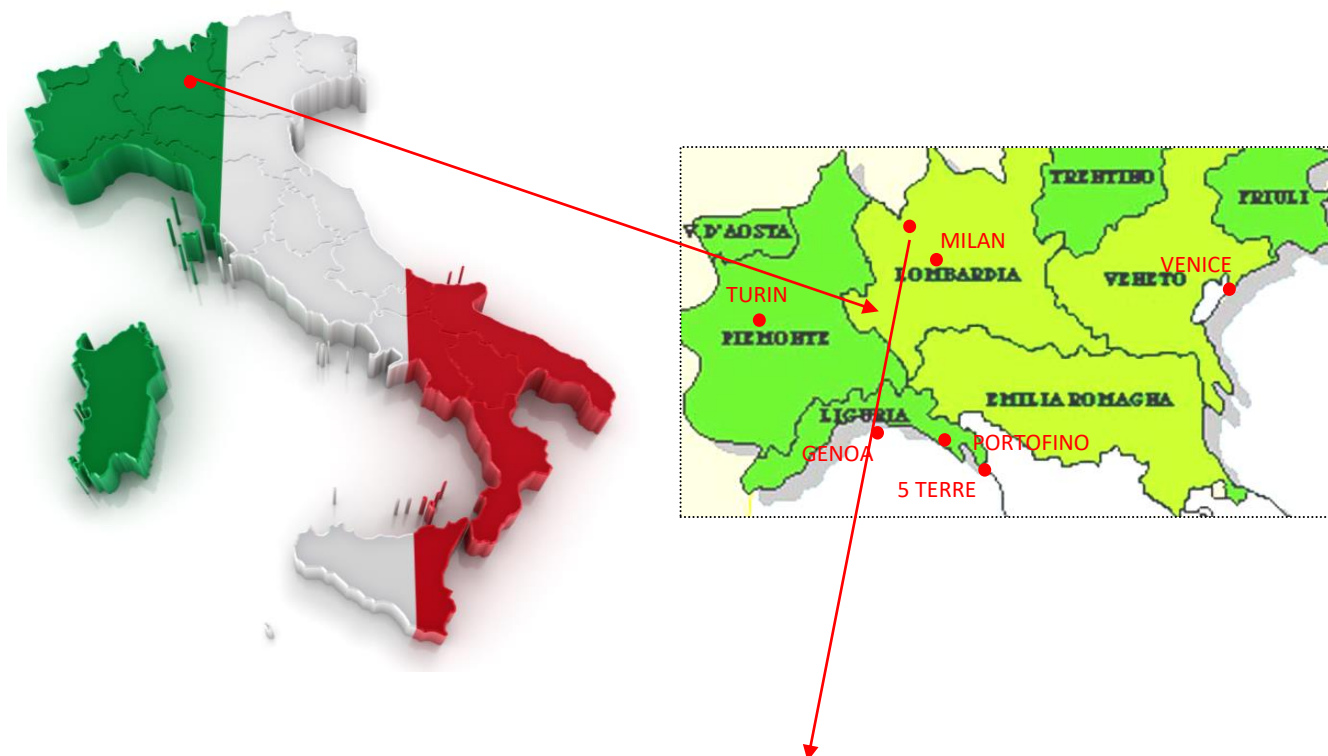 TRENTINO
FRIULI
V. D'AOSTA
MILAN
LOMBARDIA
VENICE
VENETO
TURIN
PIEMONTE
EMILIA ROMAGNA
LIGURIA
GENOA
PORTOFINO
5 TERRE